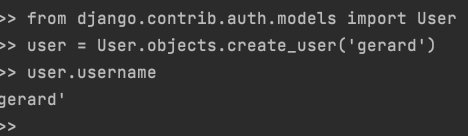 >> from django.contrib.auth.models import User
>> user = User.objects.create_user('gerard')
>> user.username
gerard'
>>